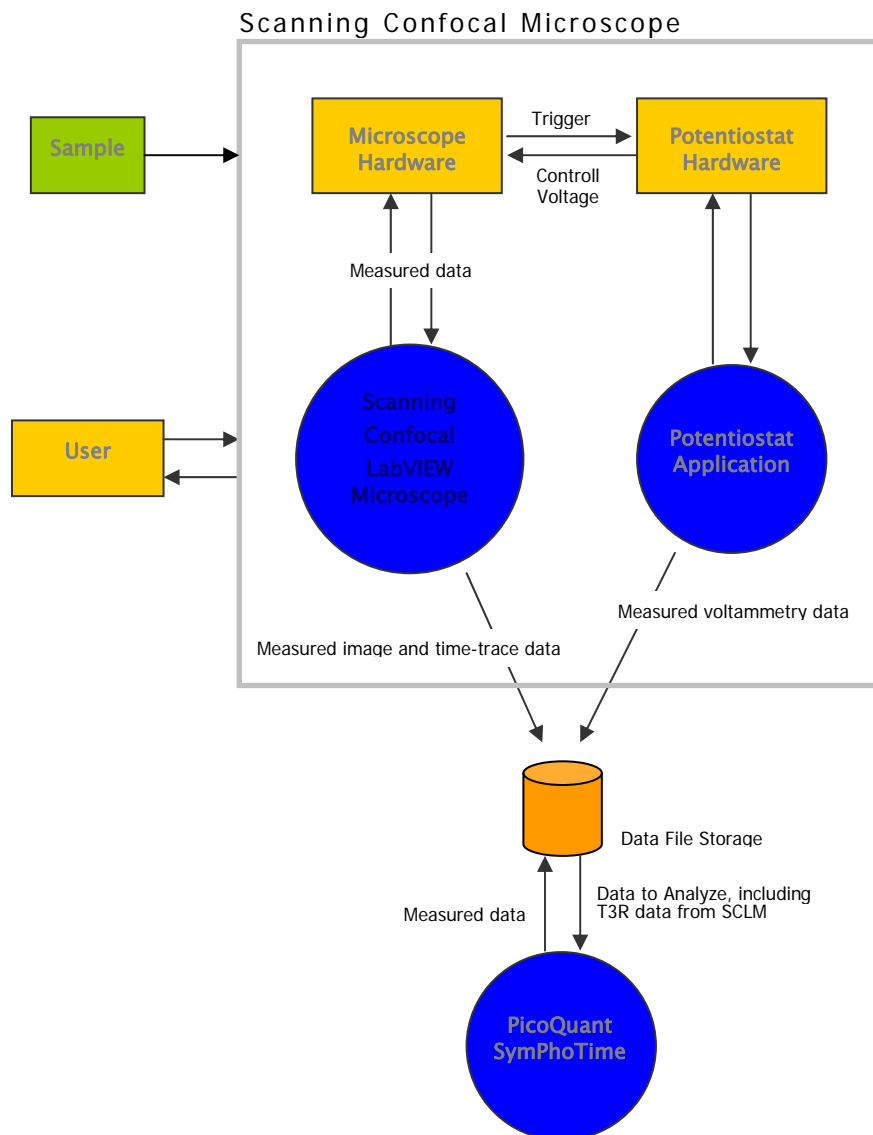 Scanning Confocal Microscope
Sample
Microscope
Hardware
Trigger
Controll
Voltage
Potentiostat
Hardware
Measured data
User
Scanning
Confocal
LabVIEW
Microscope
Potentiostat
Application
Measured voltammetry data
Measured image and time-trace data
Data File Storage
Measured data
Data to Analyze, including
T3R data from SCLM
PicoQuant
SymPhoTime